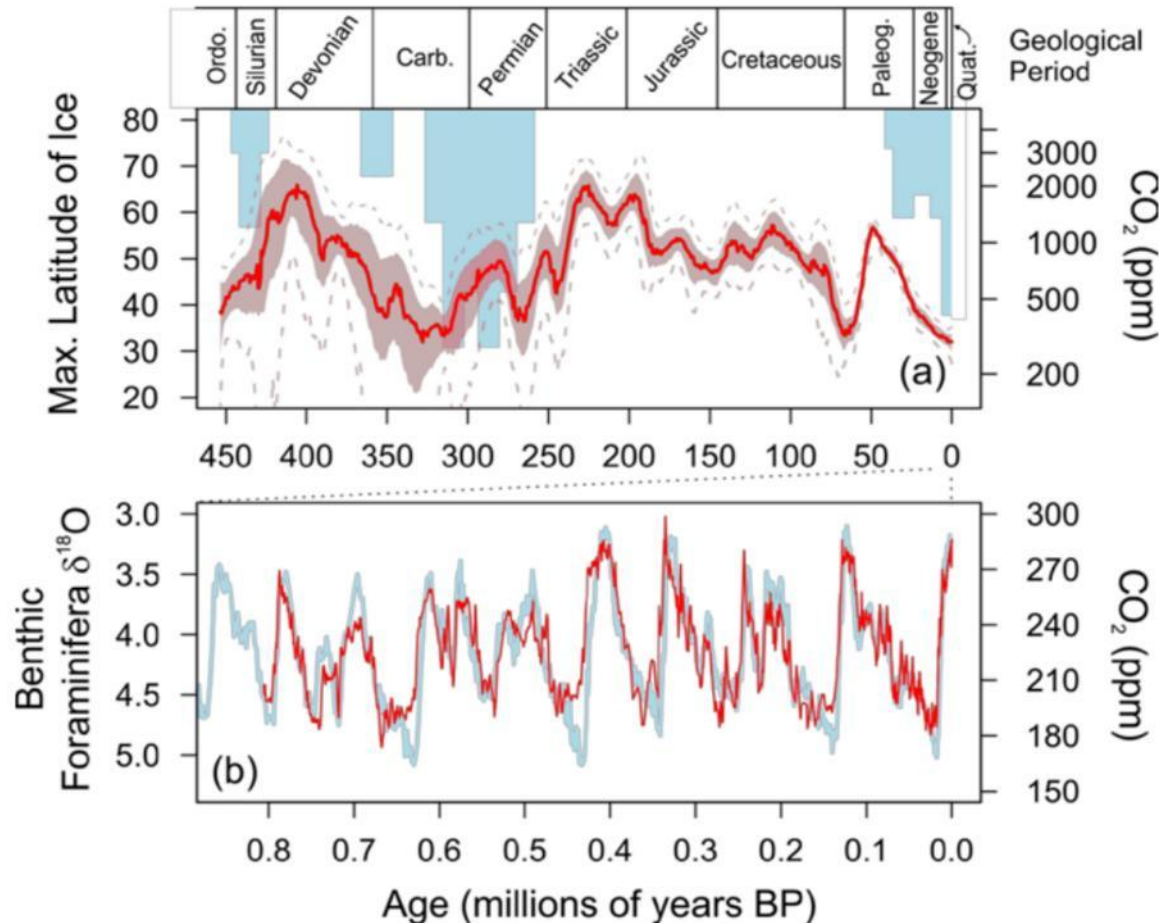 Ordo.
Silurian
Devonian
Carb.
Permian
Triassic
Jurassic
Cretaceous
Paleog.
Neogene
Quat.
Geological
Period
Max. Latitude of Ice
80
70
60
50
40
30
20
3000
2000
1000
500
200
CO₂ (ppm)
(a)
450 400 350 300 250 200 150 100 50 0
Benthic
Foraminifera δ¹⁸O
3.0
3.5
4.0
4.5
5.0
300
270
240
210
180
150
CO₂ (ppm)
(b)
0.8 0.7 0.6 0.5 0.4 0.3 0.2 0.1 0.0
Age (millions of years BP)